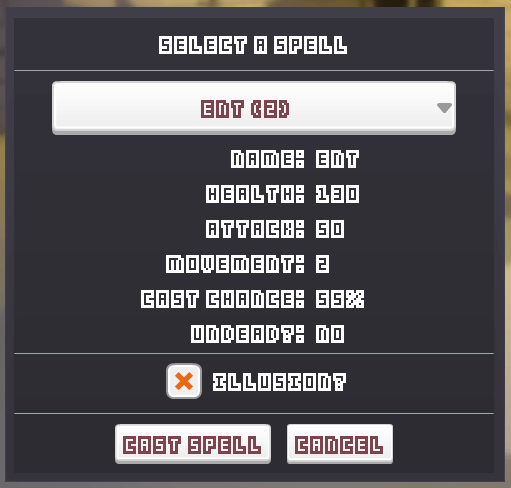 SELECT A SPELL
ENT (2)
NAME: ENT
HEALTH: 130
ATTACK: 50
MOVEMENT: 2
CAST CHANCE: 55%
UNDEAD?: NO
ILLUSION?
CAST SPELL CANCEL